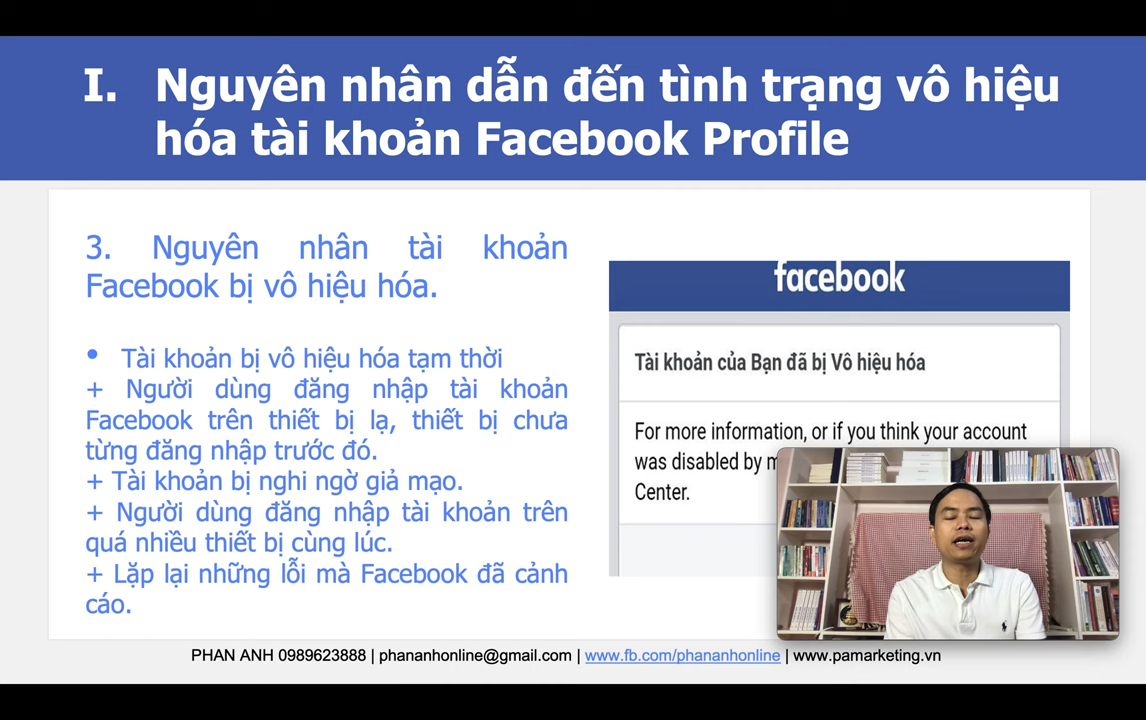 I. Nguyên nhân dẫn đến tình trạng vô hiệu
hóa tài khoản Facebook Profile
3. Nguyên nhân tài khoản
Facebook bị vô hiệu hóa.
• Tài khoản bị vô hiệu hóa tạm thời
+ Người dùng đăng nhập tài khoản
Facebook trên thiết bị lạ, thiết bị chưa
từng đăng nhập trước đó.
+ Tài khoản bị nghi ngờ giả mạo.
+ Người dùng đăng nhập tài khoản trên
quá nhiều thiết bị cùng lúc.
+ Lặp lại những lỗi mà Facebook đã cảnh
cáo.
facebook
Tài khoản của Bạn đã bị Vô hiệu hóa
For more information, or if you think your account
was disabled by
Center.
PHAN ANH 0989623888 | phananhonline@gmail.com | www.fb.com/phananhonline | www.pamarketing.vn